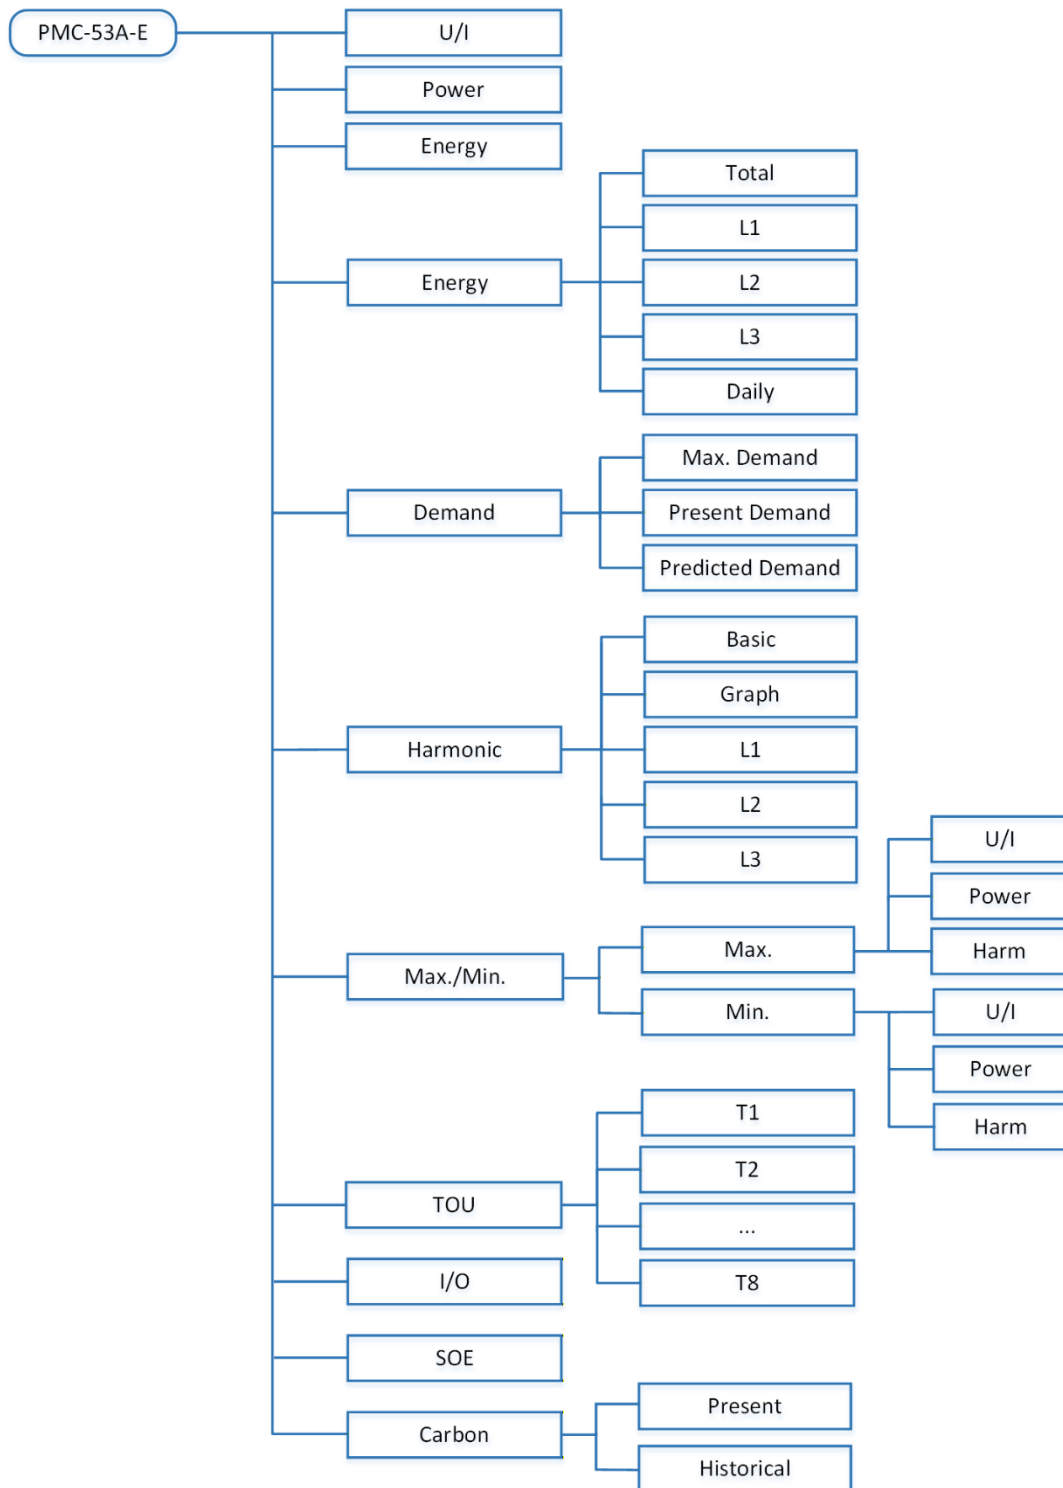 PMC-53A-E
U/I
Power
Energy
Energy
Total
L1
L2
L3
Daily
Demand
Max. Demand
Present Demand
Predicted Demand
Harmonic
Basic
Graph
L1
L2
L3
Max./Min.
Max.
U/I
Power
Harm
Min.
U/I
Power
Harm
TOU
T1
T2
...
T8
I/O
SOE
Carbon
Present
Historical